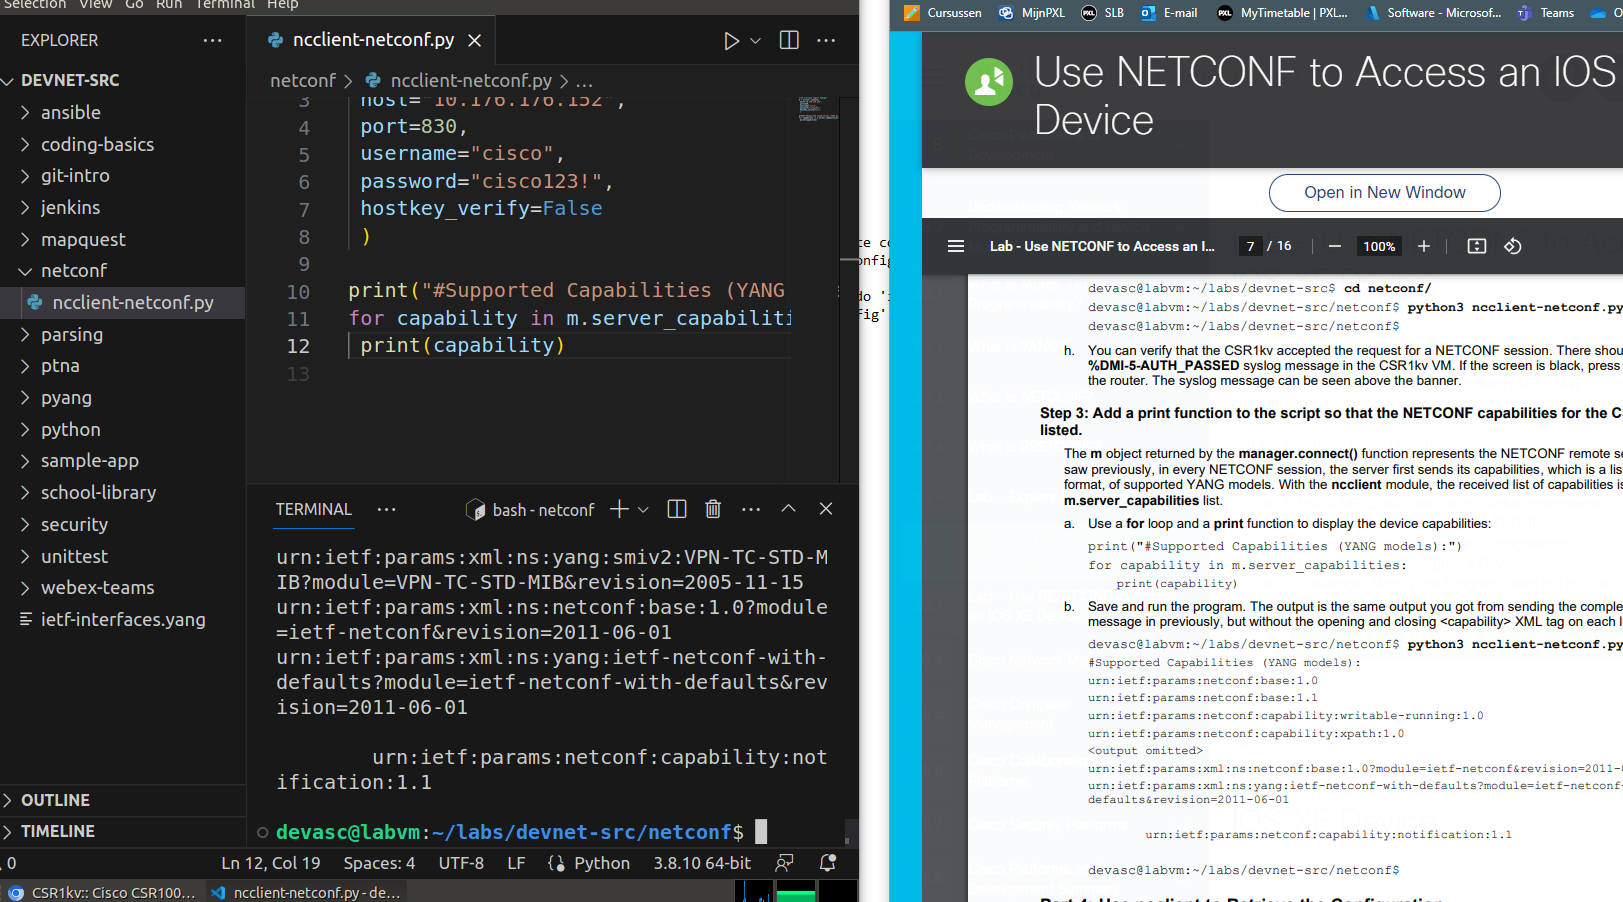 Selection View Go Run Terminal Help
EXPLORER
DEVNET-SRC
ansible
coding-basics
git-intro
jenkins
mapquest
netconf
ncclient-netconf.py
parsing
ptna
pyang
python
sample-app
school-library
security
unittest
webex-teams
ietf-interfaces.yang
OUTLINE
TIMELINE
ncclient-netconf.py
netconf > ncclient-netconf.py > ...
3 host="10.176.176.152",
4 port=830,
5 username="cisco",
6 password="cisco123!",
7 hostkey_verify=False
8 )
9
10 print("#Supported Capabilities (YANG
11 for capability in m.server_capabiliti
12 print(capability)
13
TERMINAL
bash - netconf
urn:ietf:params:xml:ns:yang:smiv2:VPN-TC-STD-M
IB?module=VPN-TC-STD-MIB&revision=2005-11-15
urn:ietf:params:xml:ns:netconf:base:1.0?module
=ietf-netconf&revision=2011-06-01
urn:ietf:params:xml:ns:yang:ietf-netconf-with-
defaults?module=ietf-netconf-with-defaults&rev
ision=2011-06-01
urn:ietf:params:netconf:capability:not
ification:1.1
devasc@labvm:~/labs/devnet-src/netconf$
0
Ln 12, Col 19 Spaces: 4 UTF-8 LF Python 3.8.10 64-bit
CSR1kv:: Cisco CSR100...
ncclient-netconf.py - de...
Cursussen MijnPXL SLB E-mail MyTimetable | PXL... Software - Microsof... Teams O
Use NETCONF to Access an IOS
Device
Open in New Window
Lab - Use NETCONF to Access an I... 7 / 16 100%
devasc@labvm:~/labs/devnet-src$ cd netconf/
devasc@labvm:~/labs/devnet-src/netconf$ python3 ncclient-netconf.py
devasc@labvm:~/labs/devnet-src/netconf$
h. You can verify that the CSR1kv accepted the request for a NETCONF session. There shou
%DMI-5-AUTH_PASSED syslog message in the CSR1kv VM. If the screen is black, press
the router. The syslog message can be seen above the banner.
Step 3: Add a print function to the script so that the NETCONF capabilities for the C
listed.
The m object returned by the manager.connect() function represents the NETCONF remote se
saw previously, in every NETCONF session, the server first sends its capabilities, which is a lis
format, of supported YANG models. With the ncclient module, the received list of capabilities is
m.server_capabilities list.
a. Use a for loop and a print function to display the device capabilities:
print("#Supported Capabilities (YANG models):")
for capability in m.server_capabilities:
print(capability)
b. Save and run the program. The output is the same output you got from sending the comple
message in previously, but without the opening and closing <capability> XML tag on each l
devasc@labvm:~/labs/devnet-src/netconf$ python3 ncclient-netconf.py
#Supported Capabilities (YANG models):
urn:ietf:params:netconf:base:1.0
urn:ietf:params:netconf:base:1.1
urn:ietf:params:netconf:capability:writable-running:1.0
urn:ietf:params:netconf:capability:xpath:1.0
<output omitted>
urn:ietf:params:xml:ns:netconf:base:1.0?module=ietf-netconf&revision=2011-
urn:ietf:params:xml:ns:yang:ietf-netconf-with-defaults?module=ietf-netconf-
defaults&revision=2011-06-01
urn:ietf:params:netconf:capability:notification:1.1
devasc@labvm:~/labs/devnet-src/netconf$